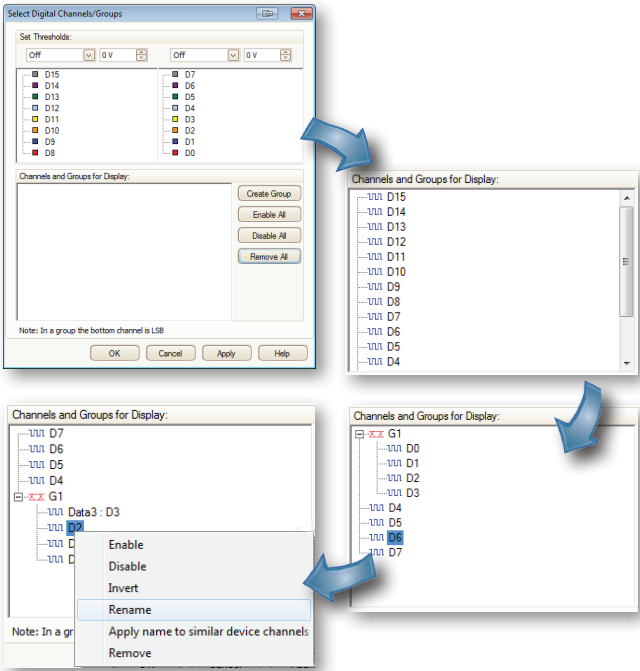 Select Digital Channels/Groups
Set Thresholds:
Off 0 V Off 0 V
D15 D7
D14 D6
D13 D5
D12 D4
D11 D3
D10 D2
D9 D1
D8 D0
Channels and Groups for Display:
Create Group
Enable All
Disable All
Remove All
Note: In a group the bottom channel is LSB
OK Cancel Apply Help
Channels and Groups for Display:
D15
D14
D13
D12
D11
D10
D9
D8
D7
D6
D5
D4
Channels and Groups for Display:
D7
D6
D5
D4
G1
Data3 : D3
D2
D
D
Enable
Disable
Invert
Rename
Apply name to similar device channels
Remove
Note: In a gr
Channels and Groups for Display:
G1
D0
D1
D2
D3
D4
D5
D6
D7